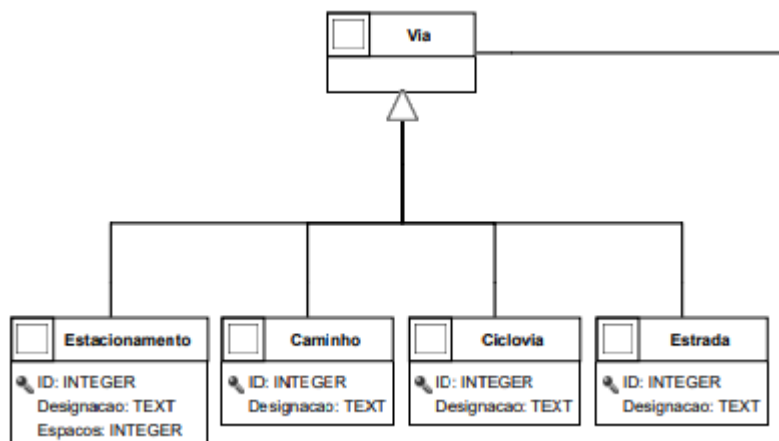 Via
Estacionamento
ID: INTEGER
Designacao: TEXT
Espacos: INTEGER
Caminho
ID: INTEGER
Designacao: TEXT
Ciclovia
ID: INTEGER
Designacao: TEXT
Estrada
ID: INTEGER
Designacao: TEXT